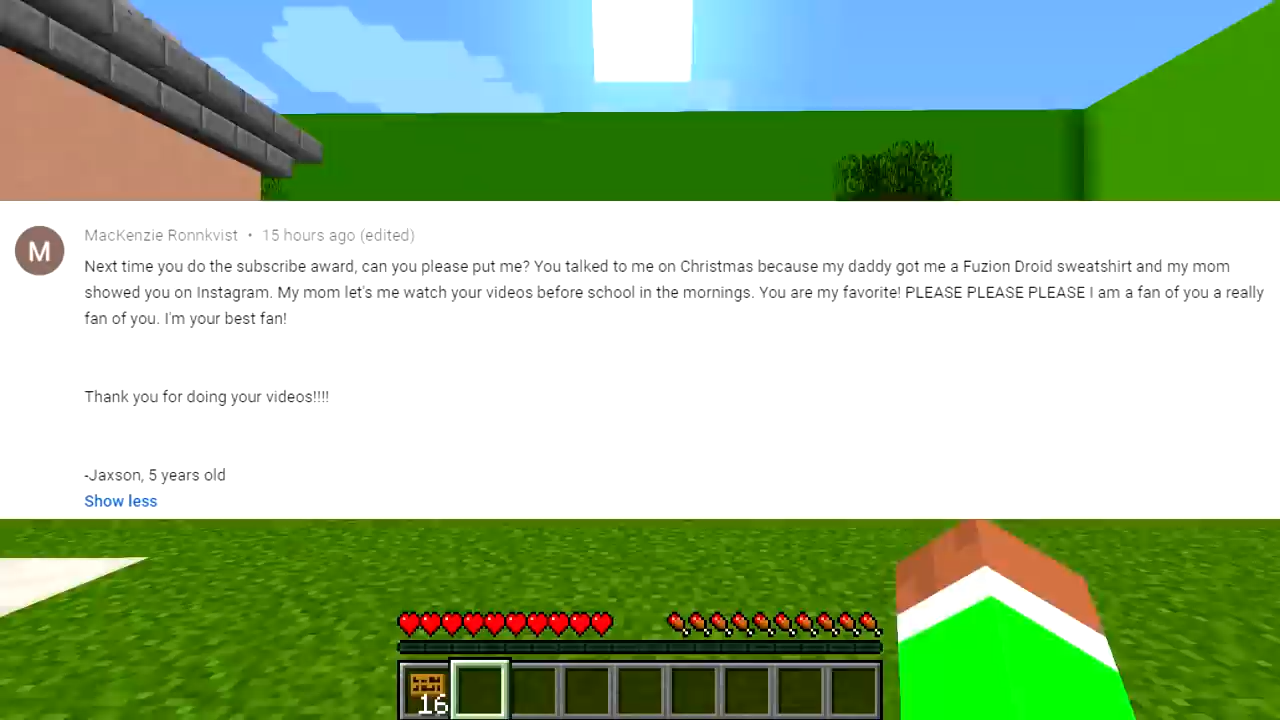 M
MacKenzie Ronnkvist • 15 hours ago (edited)
Next time you do the subscribe award, can you please put me? You talked to me on Christmas because my daddy got me a Fuzion Droid sweatshirt and my mom
showed you on Instagram. My mom let's me watch your videos before school in the mornings. You are my favorite! PLEASE PLEASE PLEASE I am a fan of you a really
fan of you. I'm your best fan!
Thank you for doing your videos!!!!
-Jaxson, 5 years old
Show less
16